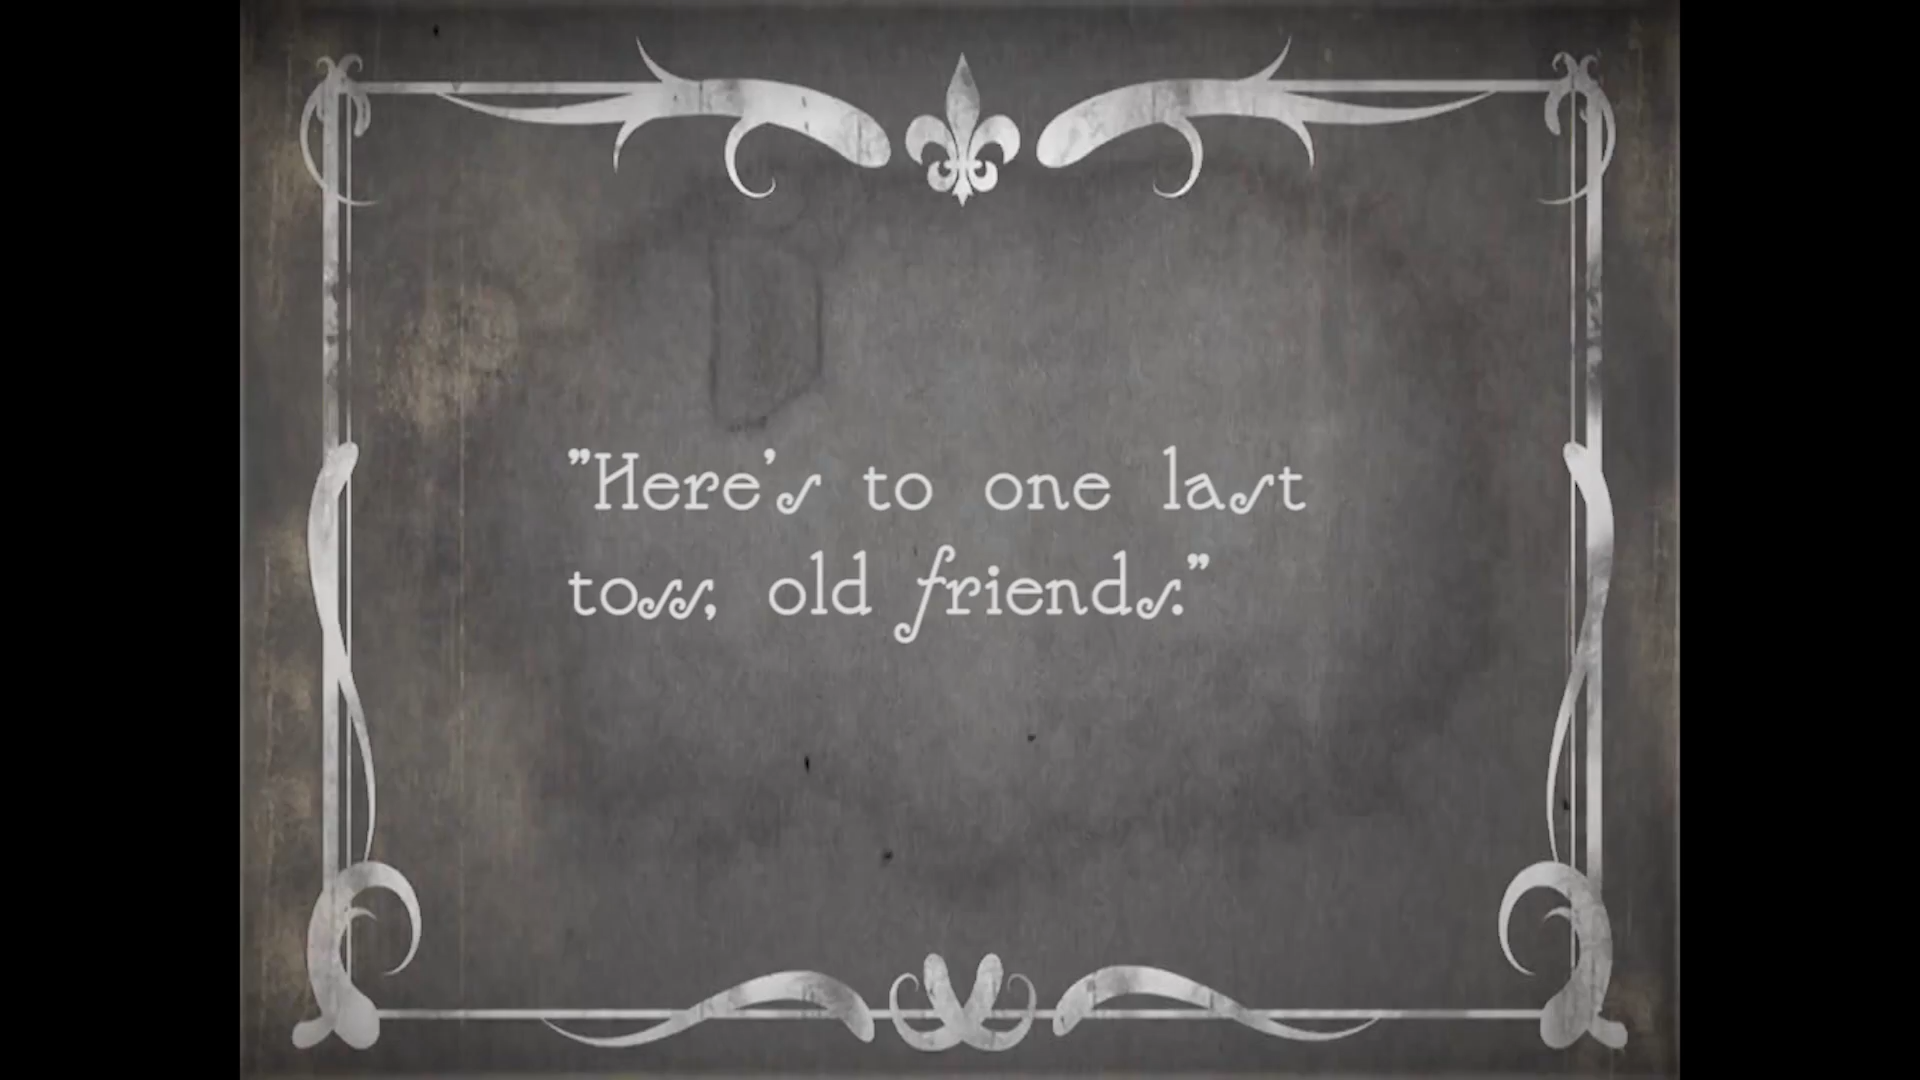 "Here's to one last
toss, old friends."